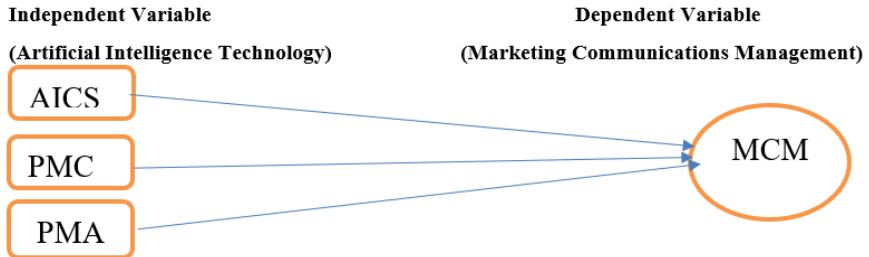 Independent Variable
Dependent Variable
(Artificial Intelligence Technology)
(Marketing Communications Management)
AICS
PMC
MCM
PMA